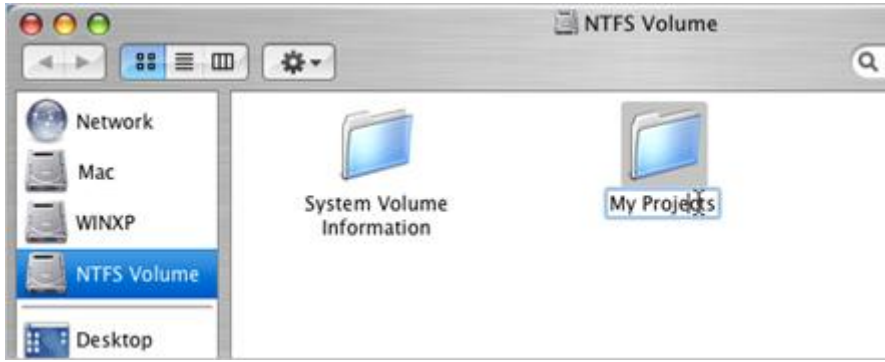 NTFS Volume
Network
Mac
WINXP
NTFS Volume
Desktop
System Volume
Information
My Projects